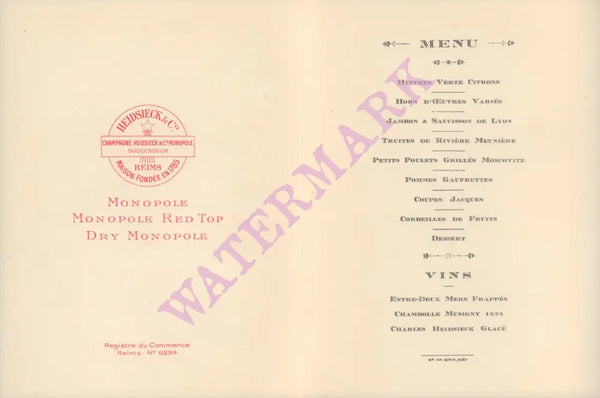 HEIDSIECK & Co
CHAMPAGNE HEIDSIECK & Co MONOPOLE
SUCCESSEUR
REIMS
MAISON FONDÉE EN 1785
MONOPOLE
MONOPOLE RED TOP
DRY MONOPOLE
Registre du Commerce
Reims No 6294
MENU
HUITRES VERTE CITRONS
HORS D'ŒUVRES VARIÉS
JAMBON & SAUCISSON DE LYON
TRUITES DE RIVIÈRE MEUNIÈRE
PETITS POULETS GRILLÉS MOSCOVITE
POMMES GAUFRETTES
COUPES JACQUES
CORBEILLES DE FRUITS
DESSERT
VINS
ENTRE-DEUX MERS FRAPPÉS
CHAMBOLLE MUSIGNY
CHARLES HEIDSIECK GLACÉ
WATERMARK